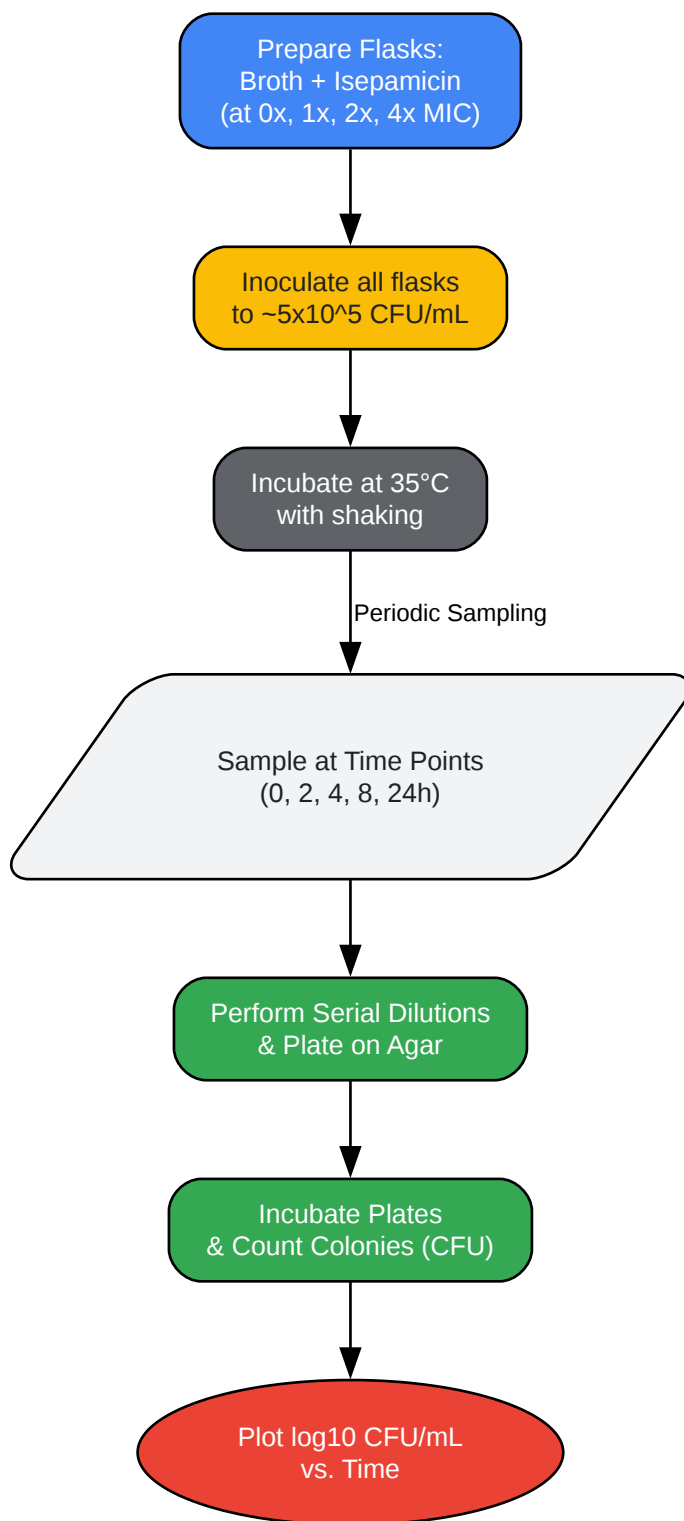 Prepare Flasks:
Broth + Isepamicin
(at 0x, 1x, 2x, 4x MIC)
Inoculate all flasks
to ~5x10^5 CFU/mL
Incubate at 35°C
with shaking
Periodic Sampling
Sample at Time Points
(0, 2, 4, 8, 24h)
Perform Serial Dilutions
& Plate on Agar
Incubate Plates
& Count Colonies (CFU)
Plot log10 CFU/mL
vs. Time